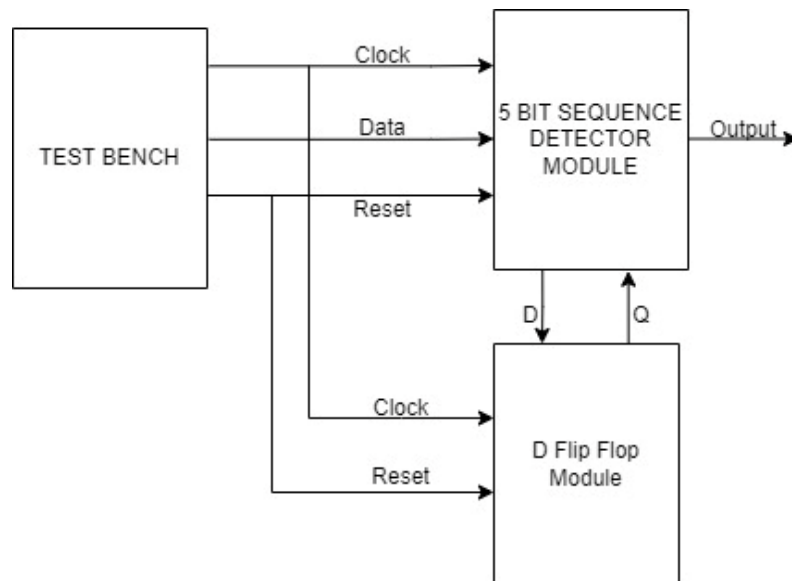 Clock
Data
Reset
TEST BENCH
5 BIT SEQUENCE
DETECTOR
MODULE
Output
D
Q
Clock
Reset
D Flip Flop
Module